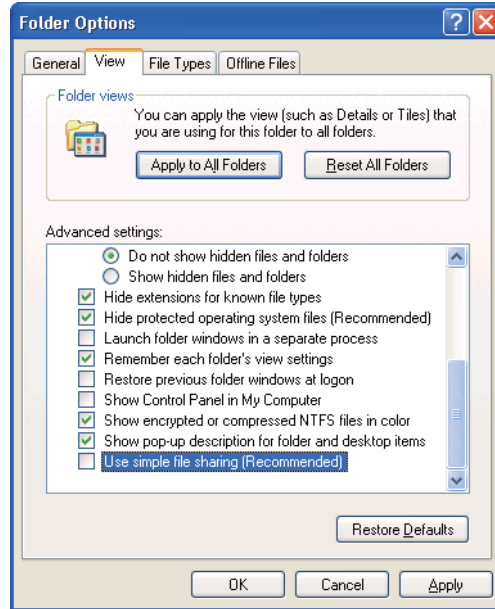 Folder Options
General View File Types Offline Files
Folder views
You can apply the view (such as Details or Tiles) that
you are using for this folder to all folders.
Apply to All Folders Reset All Folders
Advanced settings:
Do not show hidden files and folders
Show hidden files and folders
Hide extensions for known file types
Hide protected operating system files (Recommended)
Launch folder windows in a separate process
Remember each folder's view settings
Restore previous folder windows at logon
Show Control Panel in My Computer
Show encrypted or compressed NTFS files in color
Show pop-up description for folder and desktop items
Use simple file sharing (Recommended)
Restore Defaults
OK Cancel Apply